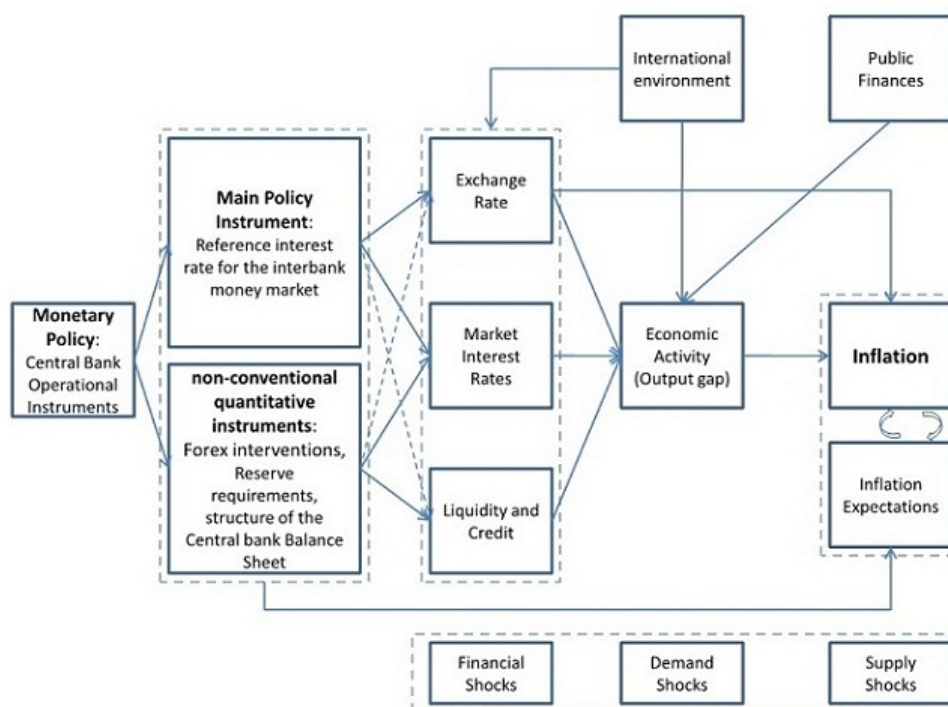 International
environment
Public
Finances
Main Policy
Instrument:
Reference interest
rate for the interbank
money market
Exchange
Rate
Monetary
Policy:
Central Bank
Operational
Instruments
Market
Interest
Rates
Economic
Activity
(Output gap)
Inflation
non-conventional
quantitative
instruments:
Forex interventions,
Reserve
requirements,
structure of the
Central bank Balance
Sheet
Liquidity and
Credit
Inflation
Expectations
Financial
Shocks
Demand
Shocks
Supply
Shocks